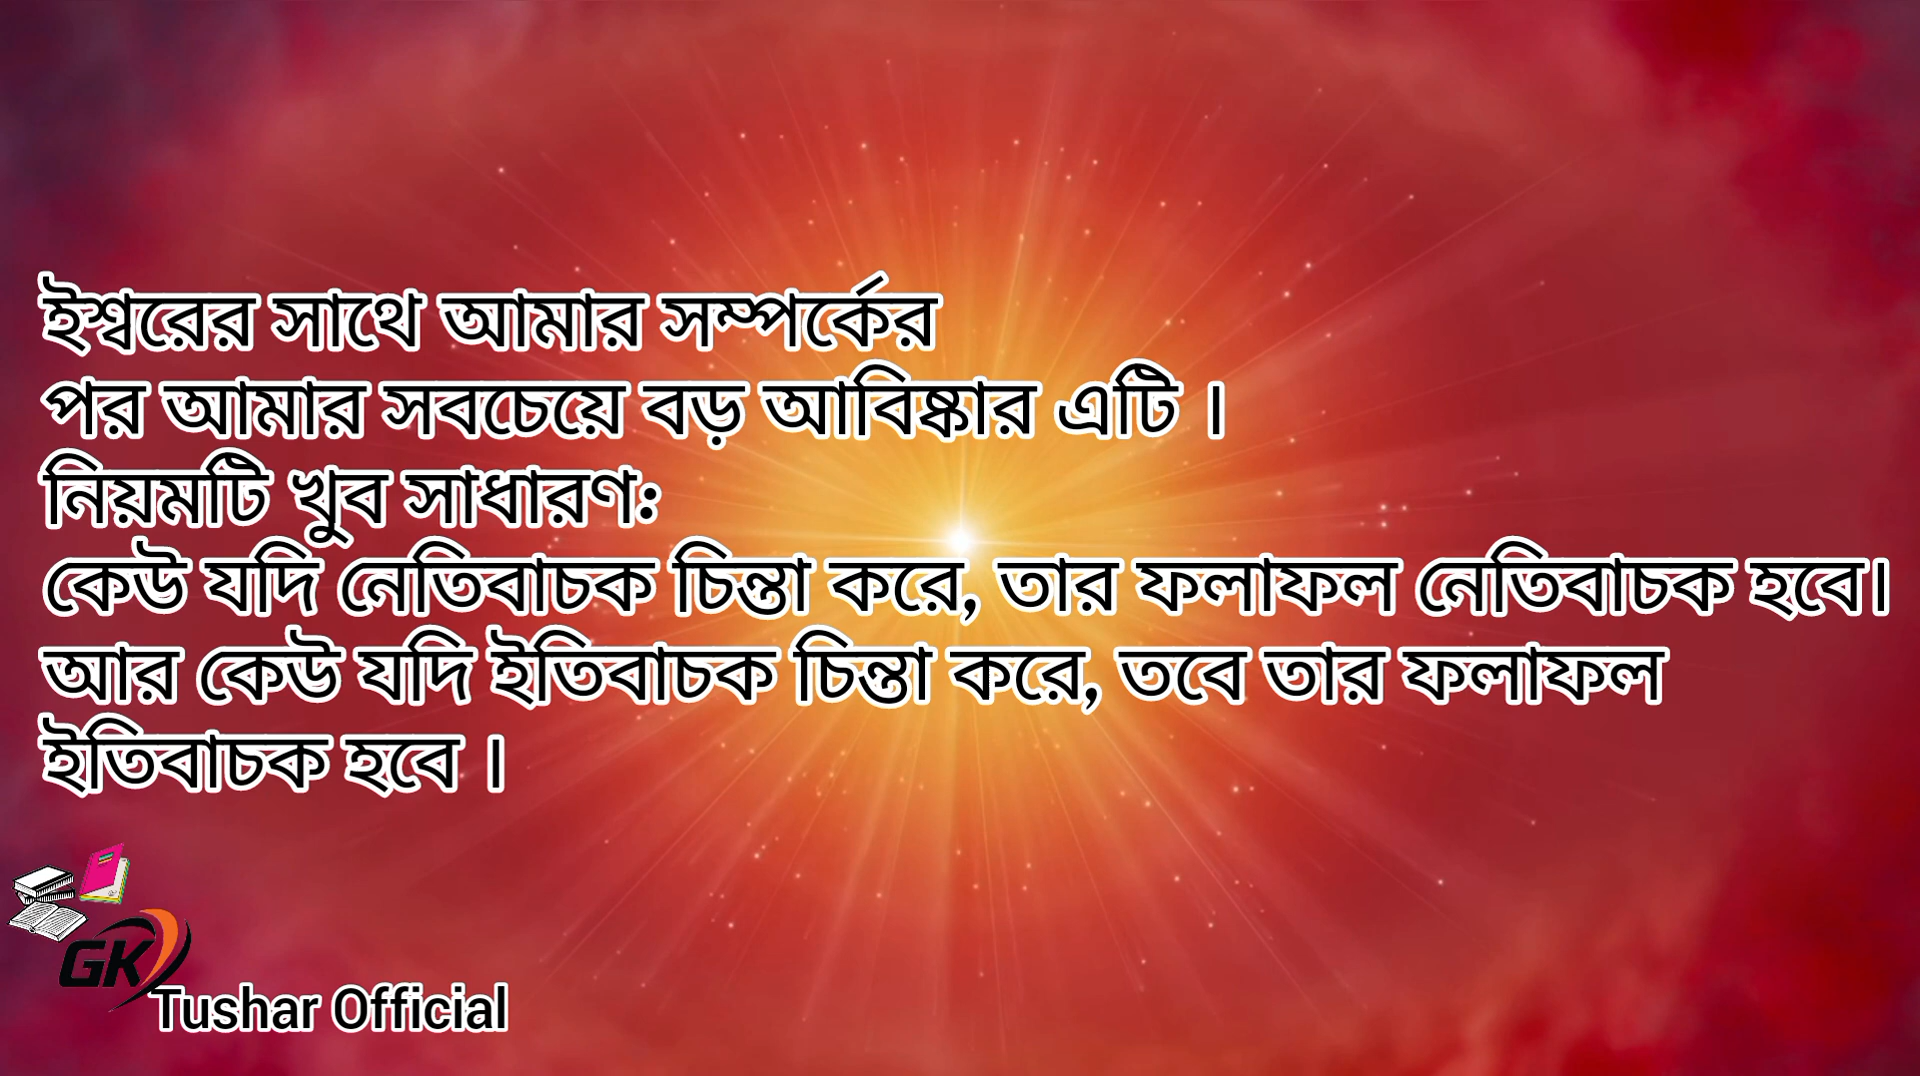 ইশ্বরের সাথে আমার সম্পর্কের
পর আমার সবচেয়ে বড় আবিষ্কার এটি ।
নিয়মটি খুব সাধারণঃ
কেউ যদি নেতিবাচক চিন্তা করে, তার ফলাফল নেতিবাচক হবে।
আর কেউ যদি ইতিবাচক চিন্তা করে, তবে তার ফলাফল
ইতিবাচক হবে ।
GK
Tushar Official